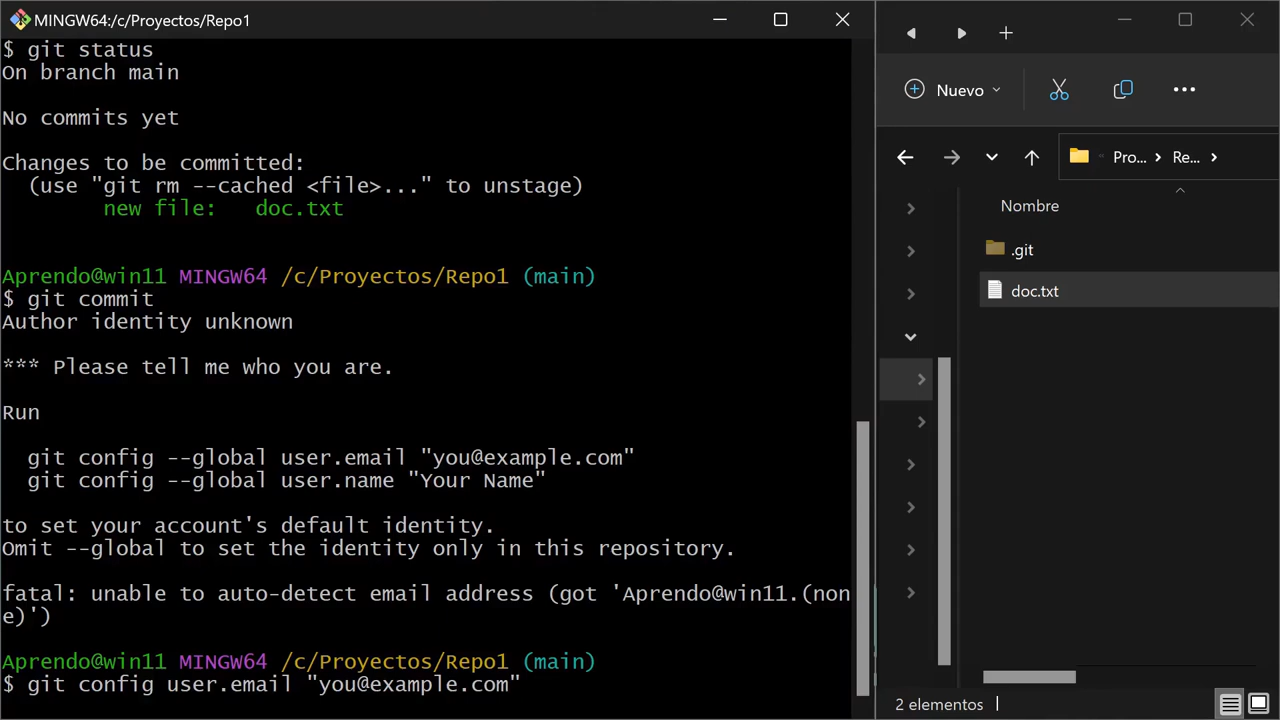 MINGW64:/c/Proyectos/Repo1
$ git status
On branch main
No commits yet
Changes to be committed:
(use "git rm --cached <file>..." to unstage)
new file:   doc.txt
Aprendo@win11 MINGW64 /c/Proyectos/Repo1 (main)
$ git commit
Author identity unknown
*** Please tell me who you are.
Run
git config --global user.email "you@example.com"
git config --global user.name "Your Name"
to set your account's default identity.
Omit --global to set the identity only in this repository.
fatal: unable to auto-detect email address (got 'Aprendo@win11.(non
e)')
Aprendo@win11 MINGW64 /c/Proyectos/Repo1 (main)
$ git config user.email "you@example.com"
Nuevo
Pro... Re...
Nombre
.git
doc.txt
2 elementos